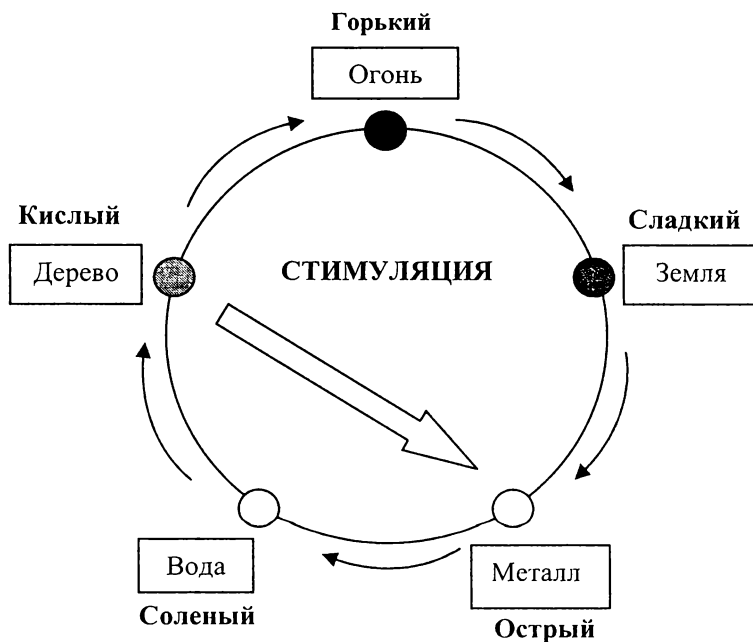 Горький
Огонь
Кислый
Сладкий
Дерево
СТИМУЛЯЦИЯ
Земля
Вода
Металл
Соленый
Острый